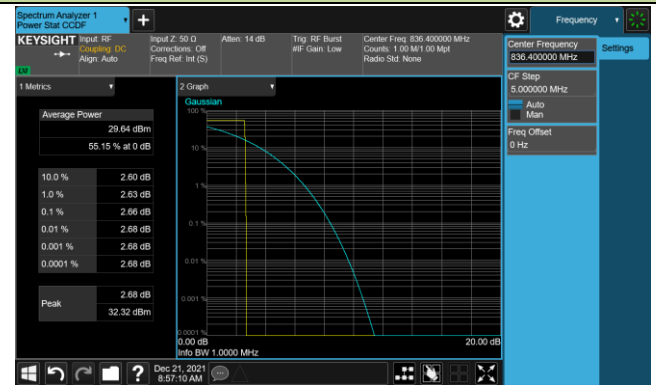 Spectrum Analyzer 1
Power Stat CCDF
Frequency
KEYSIGHT
Input: RF
Coupling: DC
Align: Auto
Input Z: 50 Ω
Corrections: Off
Freq Ref: Int (S)
Atten: 14 dB
Trig: RF Burst
#IF Gain: Low
Center Freq: 836.400000 MHz
Counts: 1.00 M/1.00 Mpt
Radio Std: None
Center Frequency
836.400000 MHz
Settings
CF Step
5.000000 MHz
Auto
Man
Freq Offset
0 Hz
1 Metrics
Average Power
29.64 dBm
55.15 % at 0 dB
10.0 % 2.60 dB
1.0 % 2.63 dB
0.1 % 2.66 dB
0.01 % 2.68 dB
0.001 % 2.68 dB
0.0001 % 2.68 dB
Peak
2.68 dB
32.32 dBm
2 Graph
Gaussian
100 %
10 %
1 %
0.1 %
0.01 %
0.001 %
0.0001 %
0.00 dB
20.00 dB
Info BW 1.0000 MHz
Dec 21, 2021
8:57:10 AM